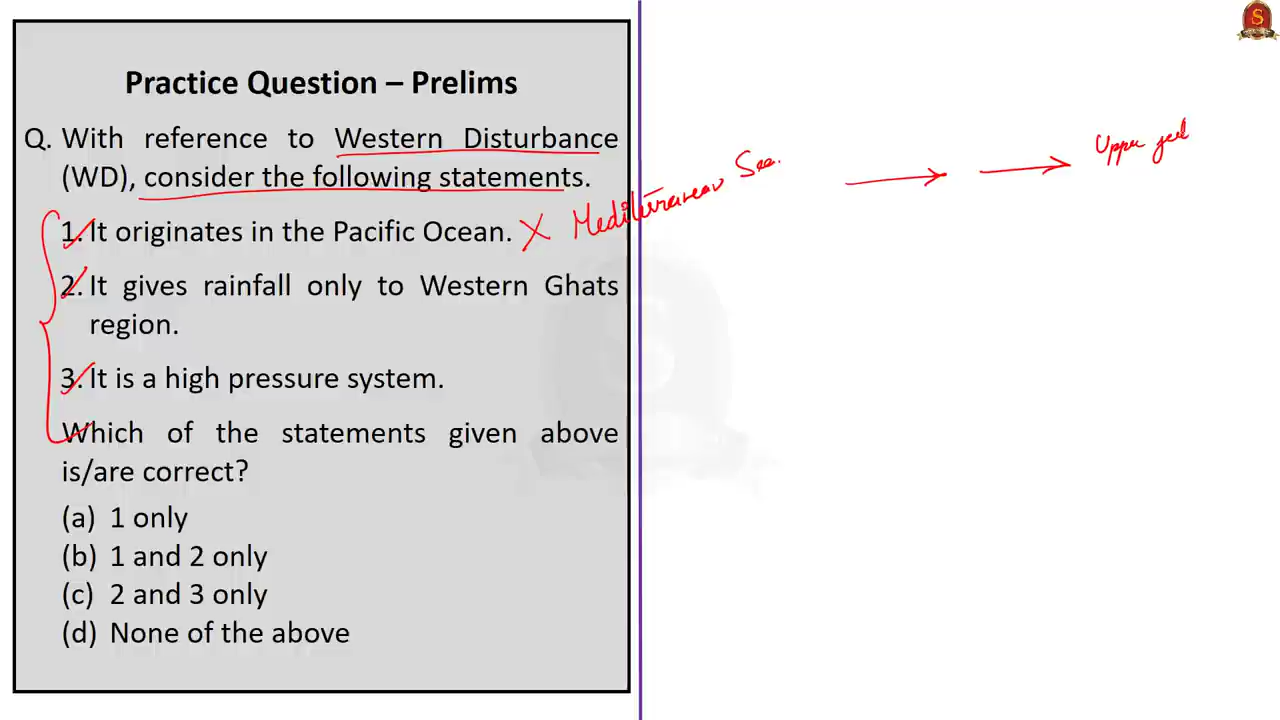 Practice Question – Prelims
Q. With reference to Western Disturbance
(WD), consider the following statements.
1. It originates in the Pacific Ocean. X Mediterranean Sea.
2. It gives rainfall only to Western Ghats
region.
3. It is a high pressure system.
Which of the statements given above
is/are correct?
(a) 1 only
(b) 1 and 2 only
(c) 2 and 3 only
(d) None of the above
Upper
S